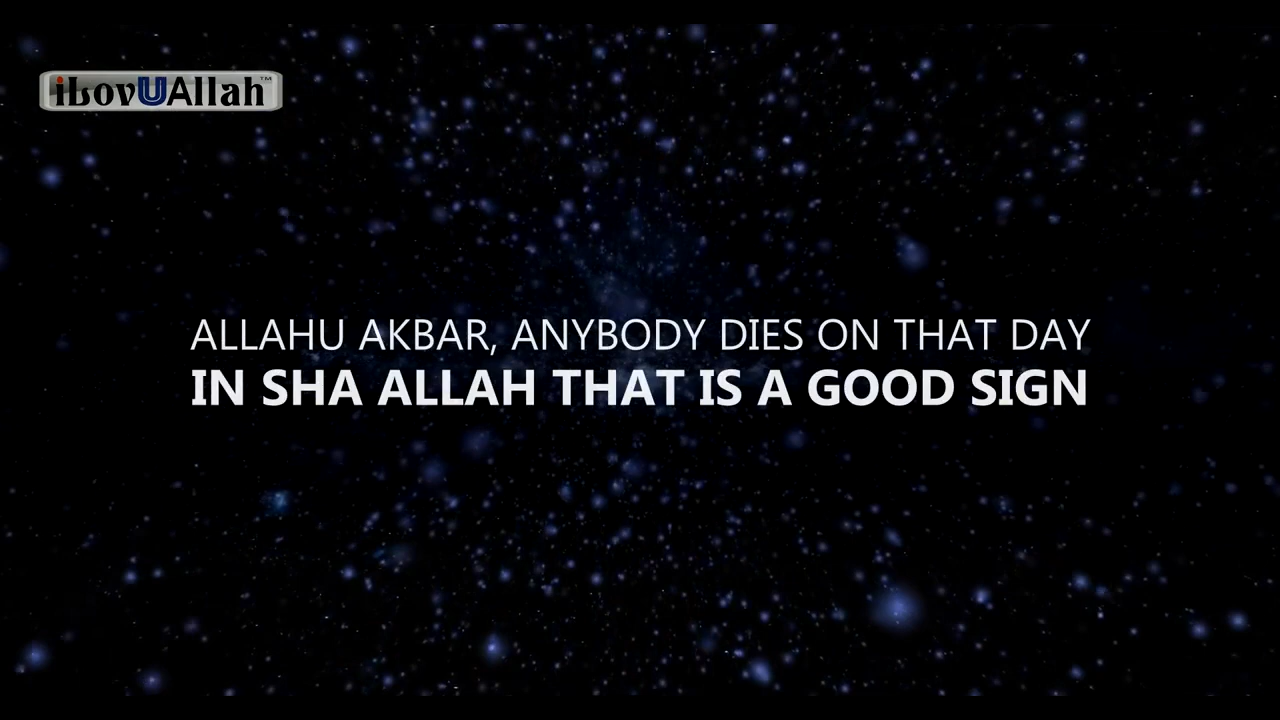 iLovUAllah™
ALLAHU AKBAR, ANYBODY DIES ON THAT DAY
IN SHA ALLAH THAT IS A GOOD SIGN